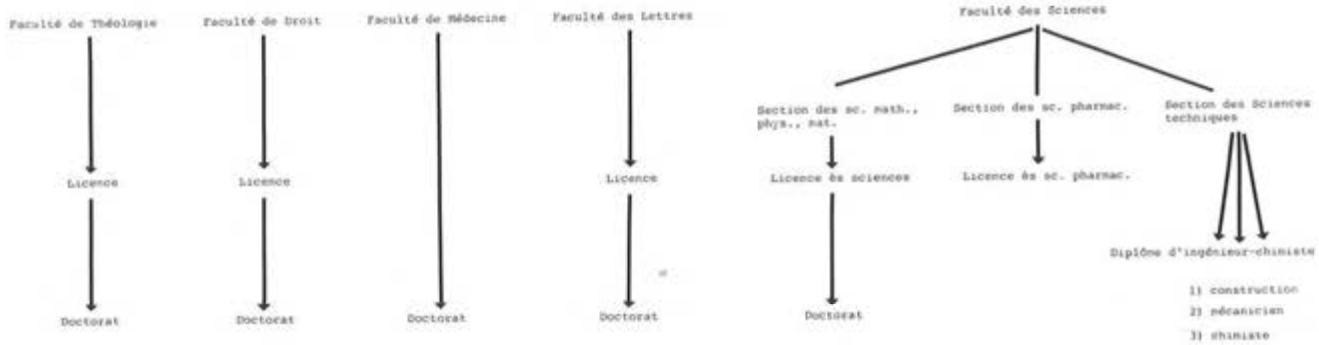 Faculté de Théologie
Faculté de Droit
Faculté de Médecine
Faculté des Lettres
Faculté des Sciences
Section des sc. math.,
phys., nat.
Section des sc. pharmac.
Section des Sciences
techniques
Licence
Licence
Licence
Licence ès sciences
Licence ès sc. pharmac.
Diplôme d'ingénieur-chimiste
1) construction
2) mécanicien
3) chimiste
Doctorat
Doctorat
Doctorat
Doctorat
Doctorat